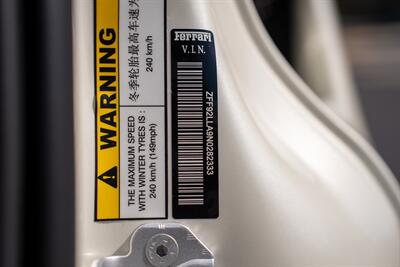 WARNING
冬季轮胎最高车速为
240 km/h
THE MAXIMUM SPEED
WITH WINTER TYRES IS :
240 km/h (149mph)
Ferrari
V.I.N.
ZFF92LLA9N0282333